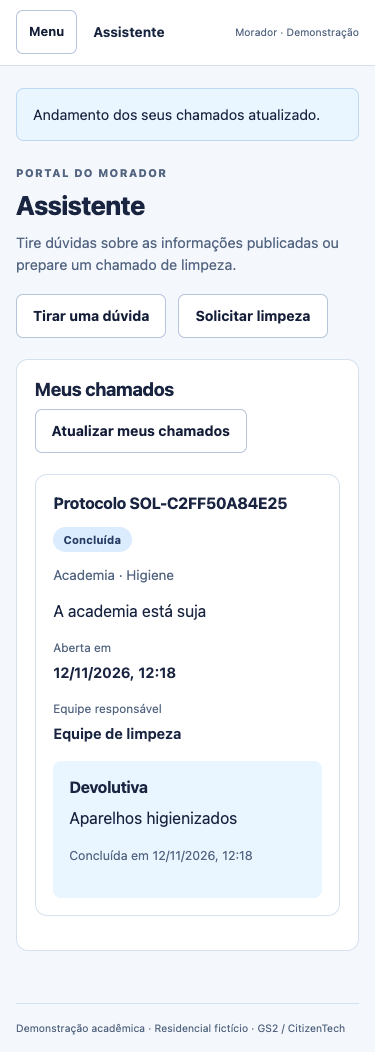 Menu
Assistente
Morador · Demonstração
Andamento dos seus chamados atualizado.
PORTAL DO MORADOR
Assistente
Tire dúvidas sobre as informações publicadas ou
prepare um chamado de limpeza.
Tirar uma dúvida
Solicitar limpeza
Meus chamados
Atualizar meus chamados
Protocolo SOL-C2FF50A84E25
Concluída
Academia · Higiene
A academia está suja
Aberta em
12/11/2026, 12:18
Equipe responsável
Equipe de limpeza
Devolutiva
Aparelhos higienizados
Concluída em 12/11/2026, 12:18
Demonstração acadêmica · Residencial fictício · GS2 / CitizenTech